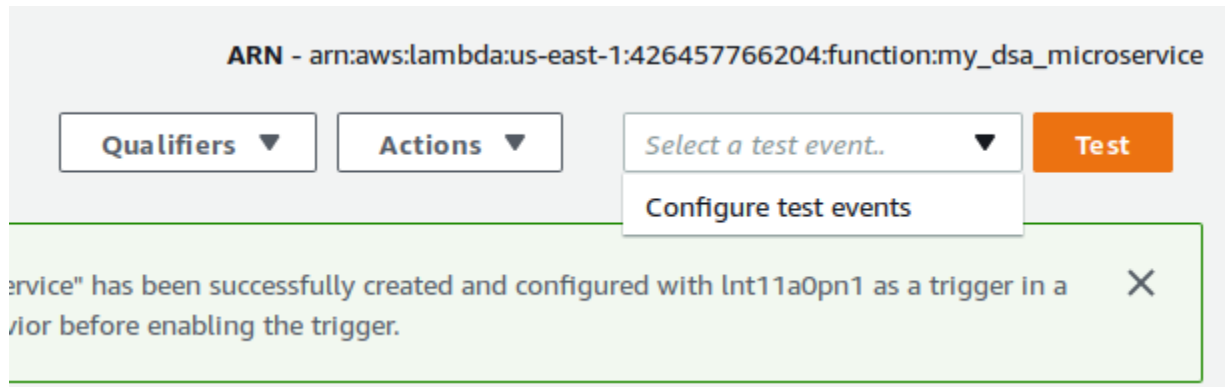 ARN - arn:aws:lambda:us-east-1:426457766204:function:my_dsa_microservice
Qualifiers Actions Select a test event.. Test
Configure test events
ervice" has been successfully created and configured with lnt11a0pn1 as a trigger in a
vior before enabling the trigger.